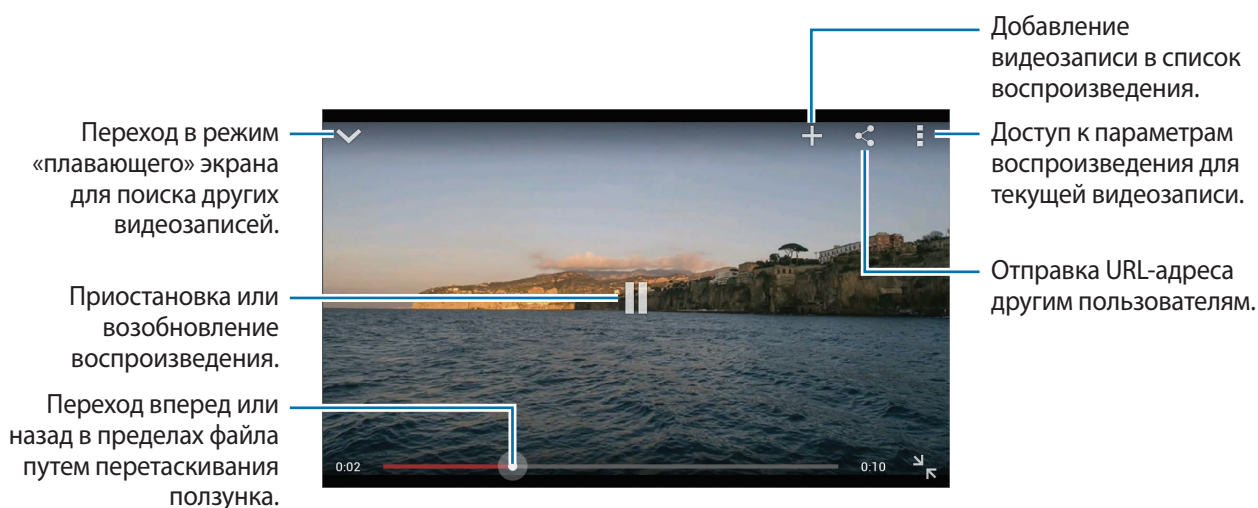 Добавление
видеозаписи в список
воспроизведения.
Переход в режим
«плавающего» экрана
для поиска других
видеозаписей.
Доступ к параметрам
воспроизведения для
текущей видеозаписи.
Отправка URL-адреса
другим пользователям.
Приостановка или
возобновление
воспроизведения.
Переход вперед или
назад в пределах файла
путем перетаскивания
ползунка.
0:02
0:10